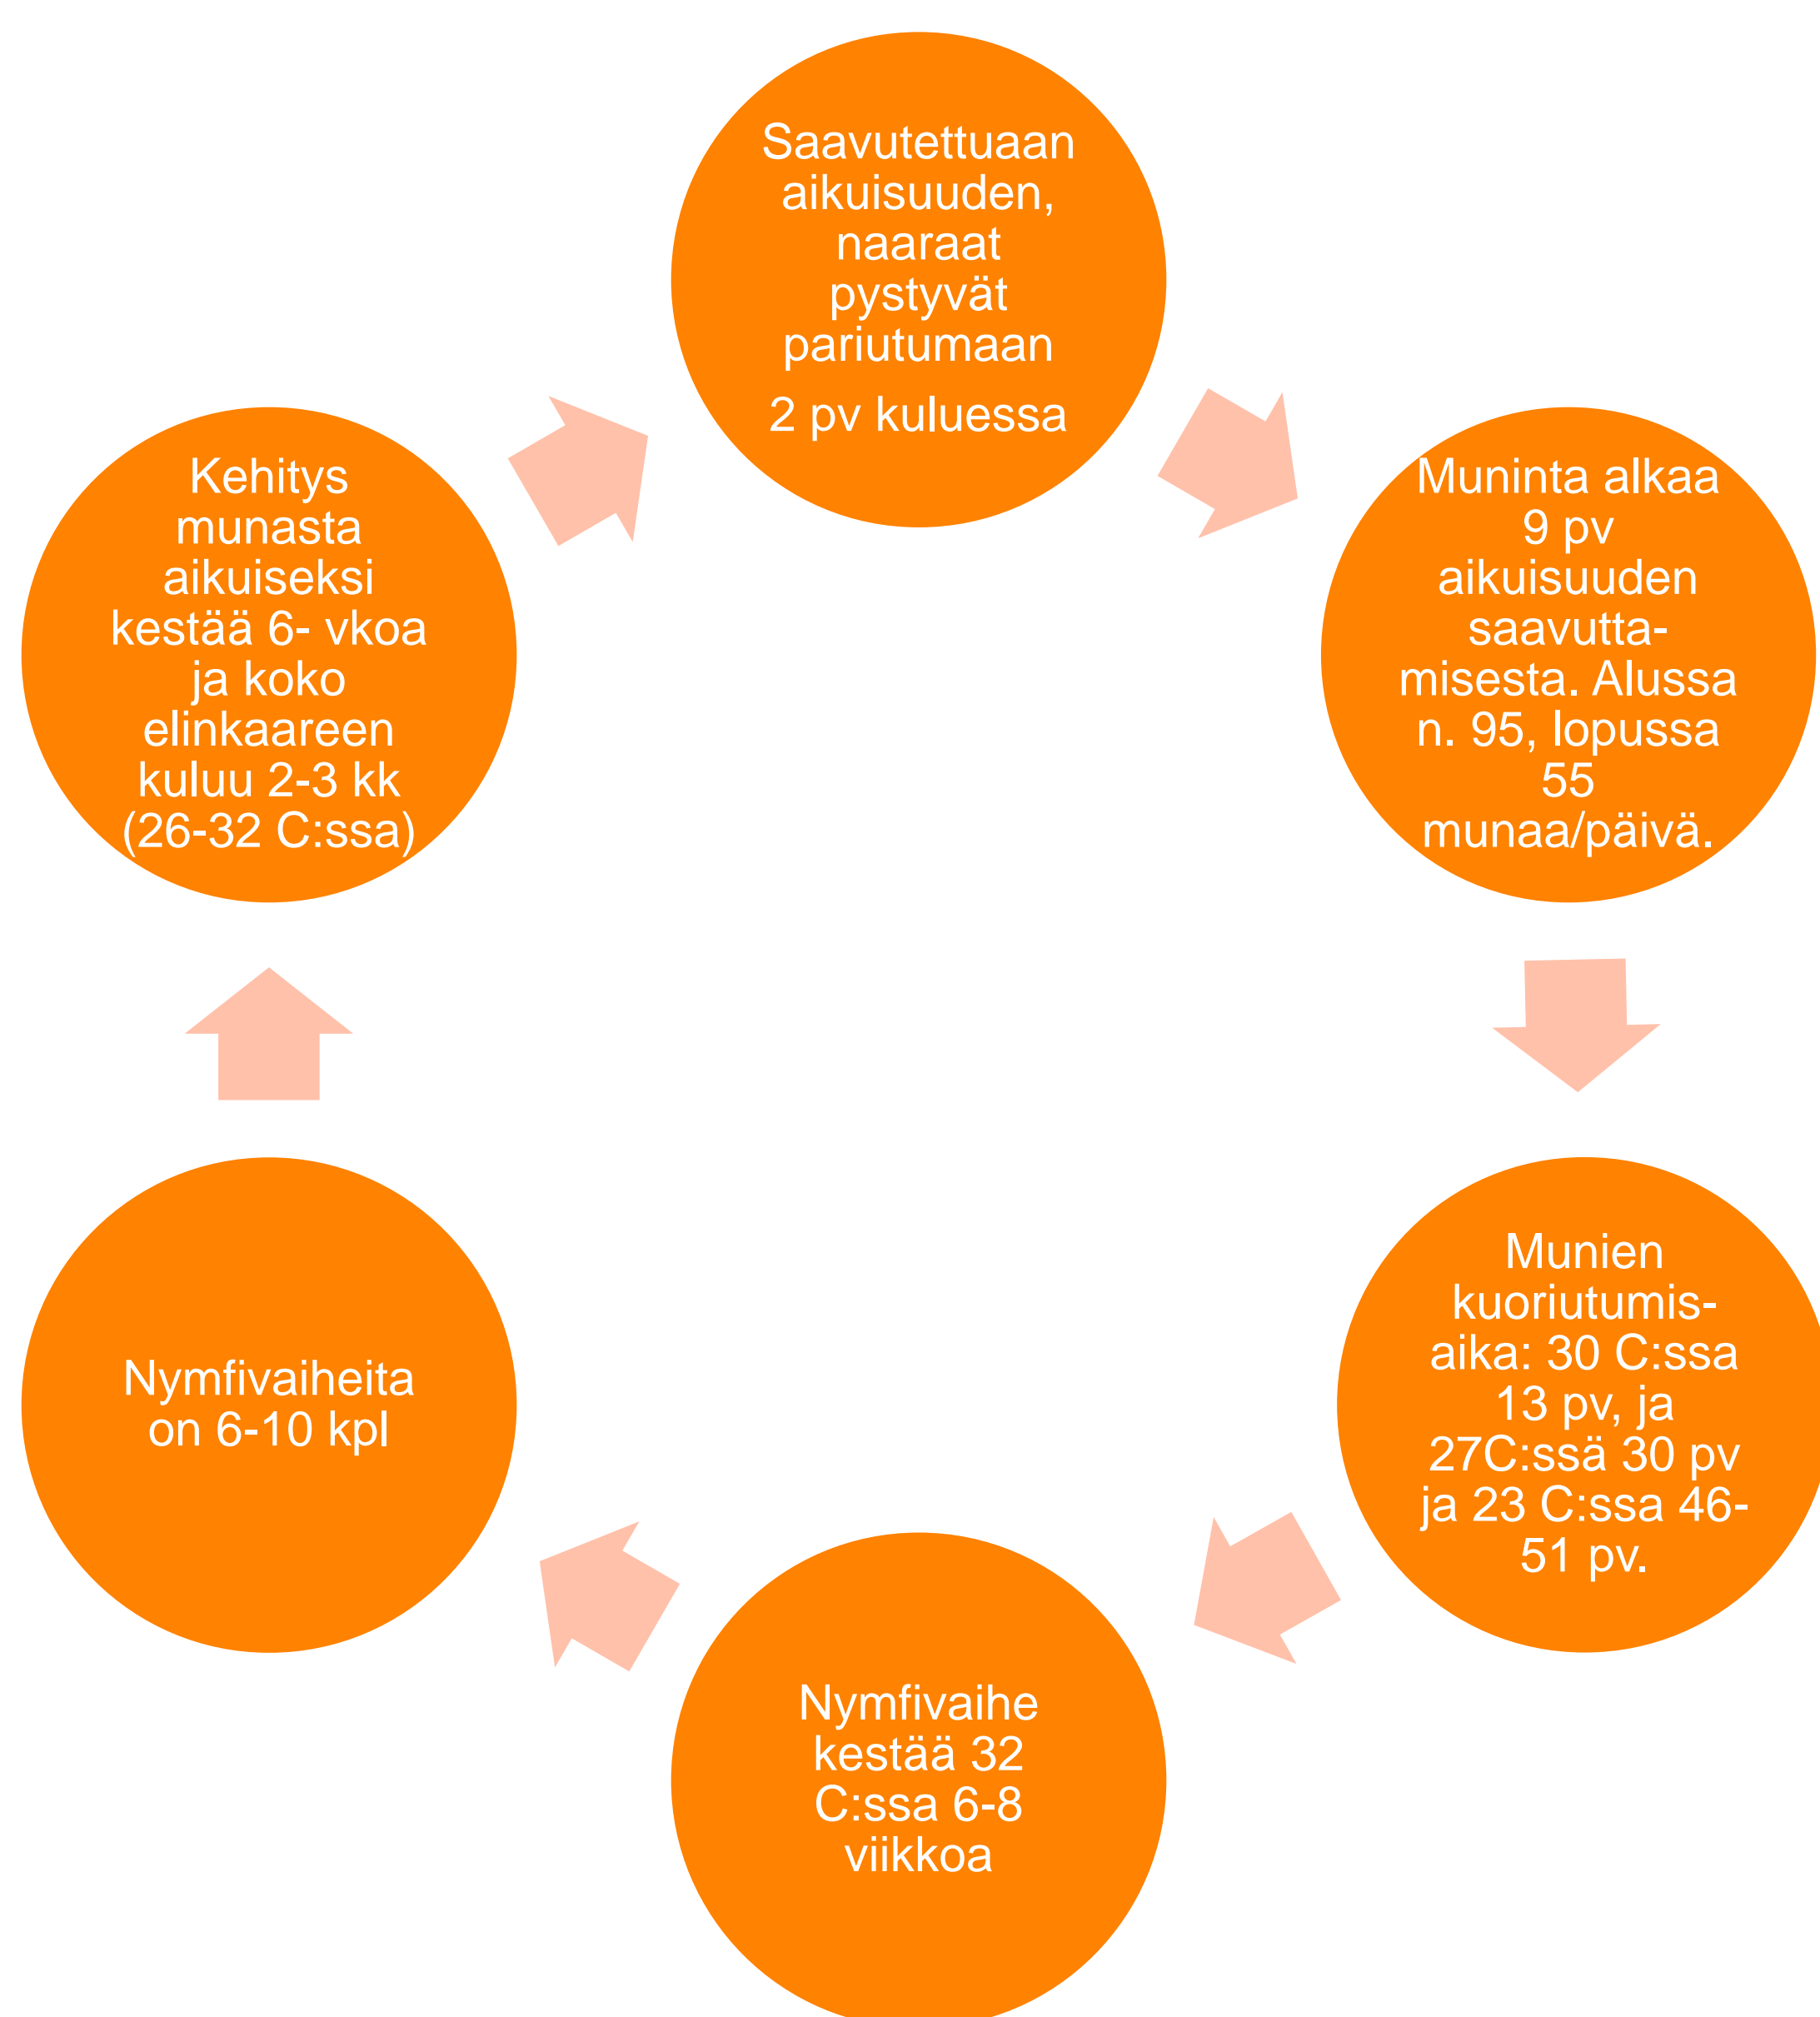 Saavutettuaan
aikuisuuden,
naaraat
pystyvät
pariutumaan
2 pv kuluessa
Muninta alkaa
9 pv
aikuisuuden
saavutta-
misesta. Alussa
n. 95, lopussa
55
munaa/päivä.
Munien
kuoriutumis-
aika: 30 C:ssa
13 pv, ja
27C:ssä 30 pv
ja 23 C:ssa 46-
51 pv.
Nymfivaihe
kestää 32
C:ssa 6-8
viikkoa
Nymfivaiheita
on 6-10 kpl
Kehitys
munasta
aikuiseksi
kestää 6- vkoa
ja koko
elinkaareen
kuluu 2-3 kk
(26-32 C:ssa)